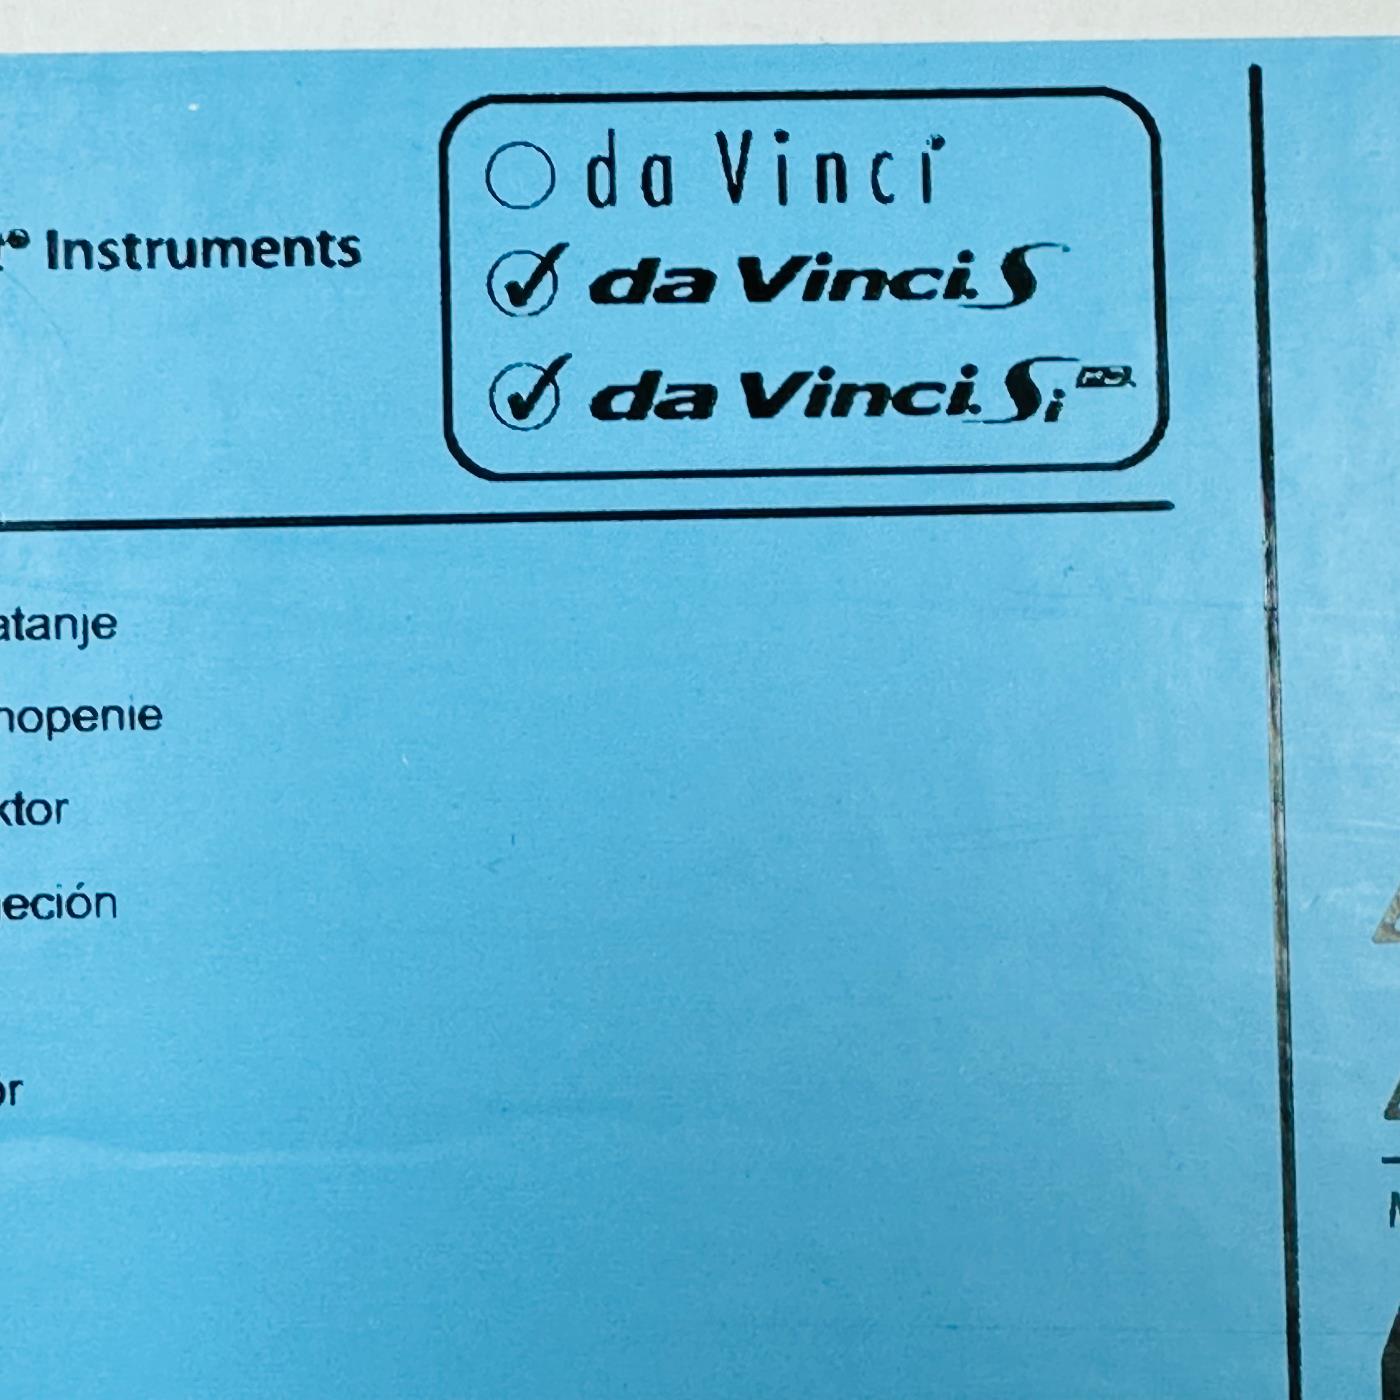 da Vinci®
® Instruments
da Vinci. S
da Vinci. Si
atanje
nopenie
ktor
eción
or